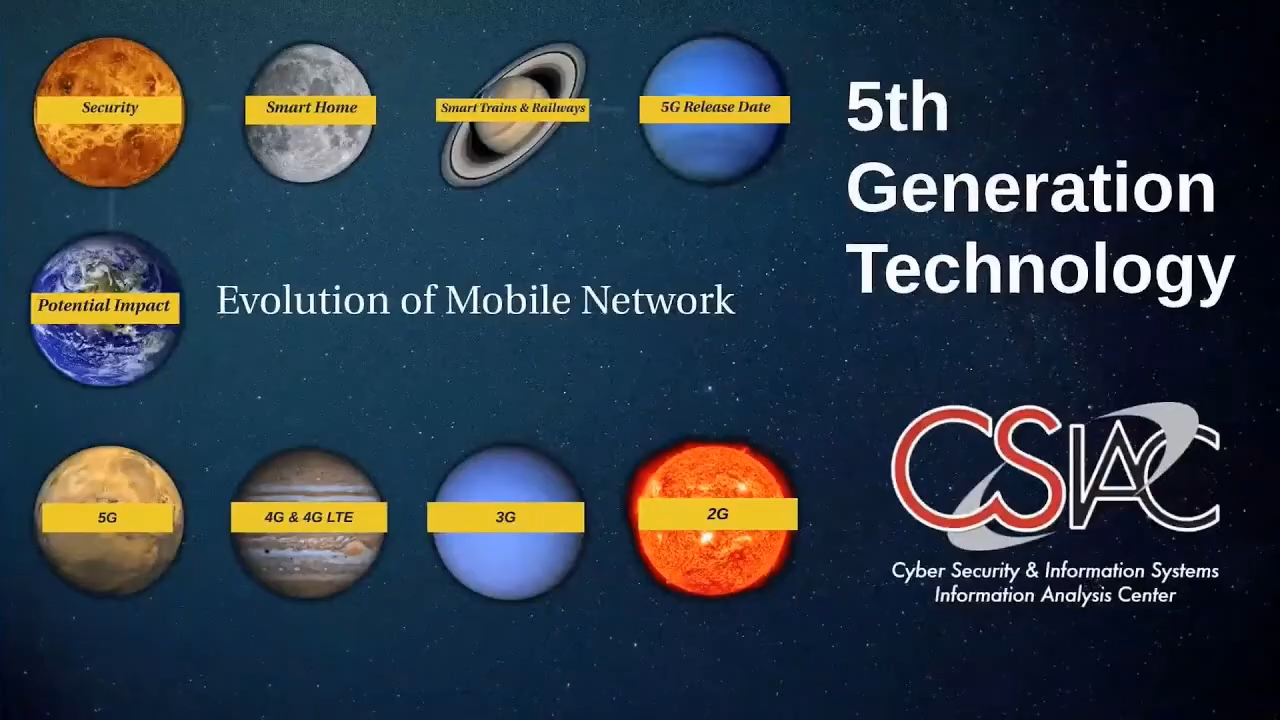 Security
Smart Home
Smart Trains & Railways
5G Release Date
Potential Impact
Evolution of Mobile Network
5G
4G & 4G LTE
3G
2G
5th
Generation
Technology
CSIAC
Cyber Security & Information Systems
Information Analysis Center